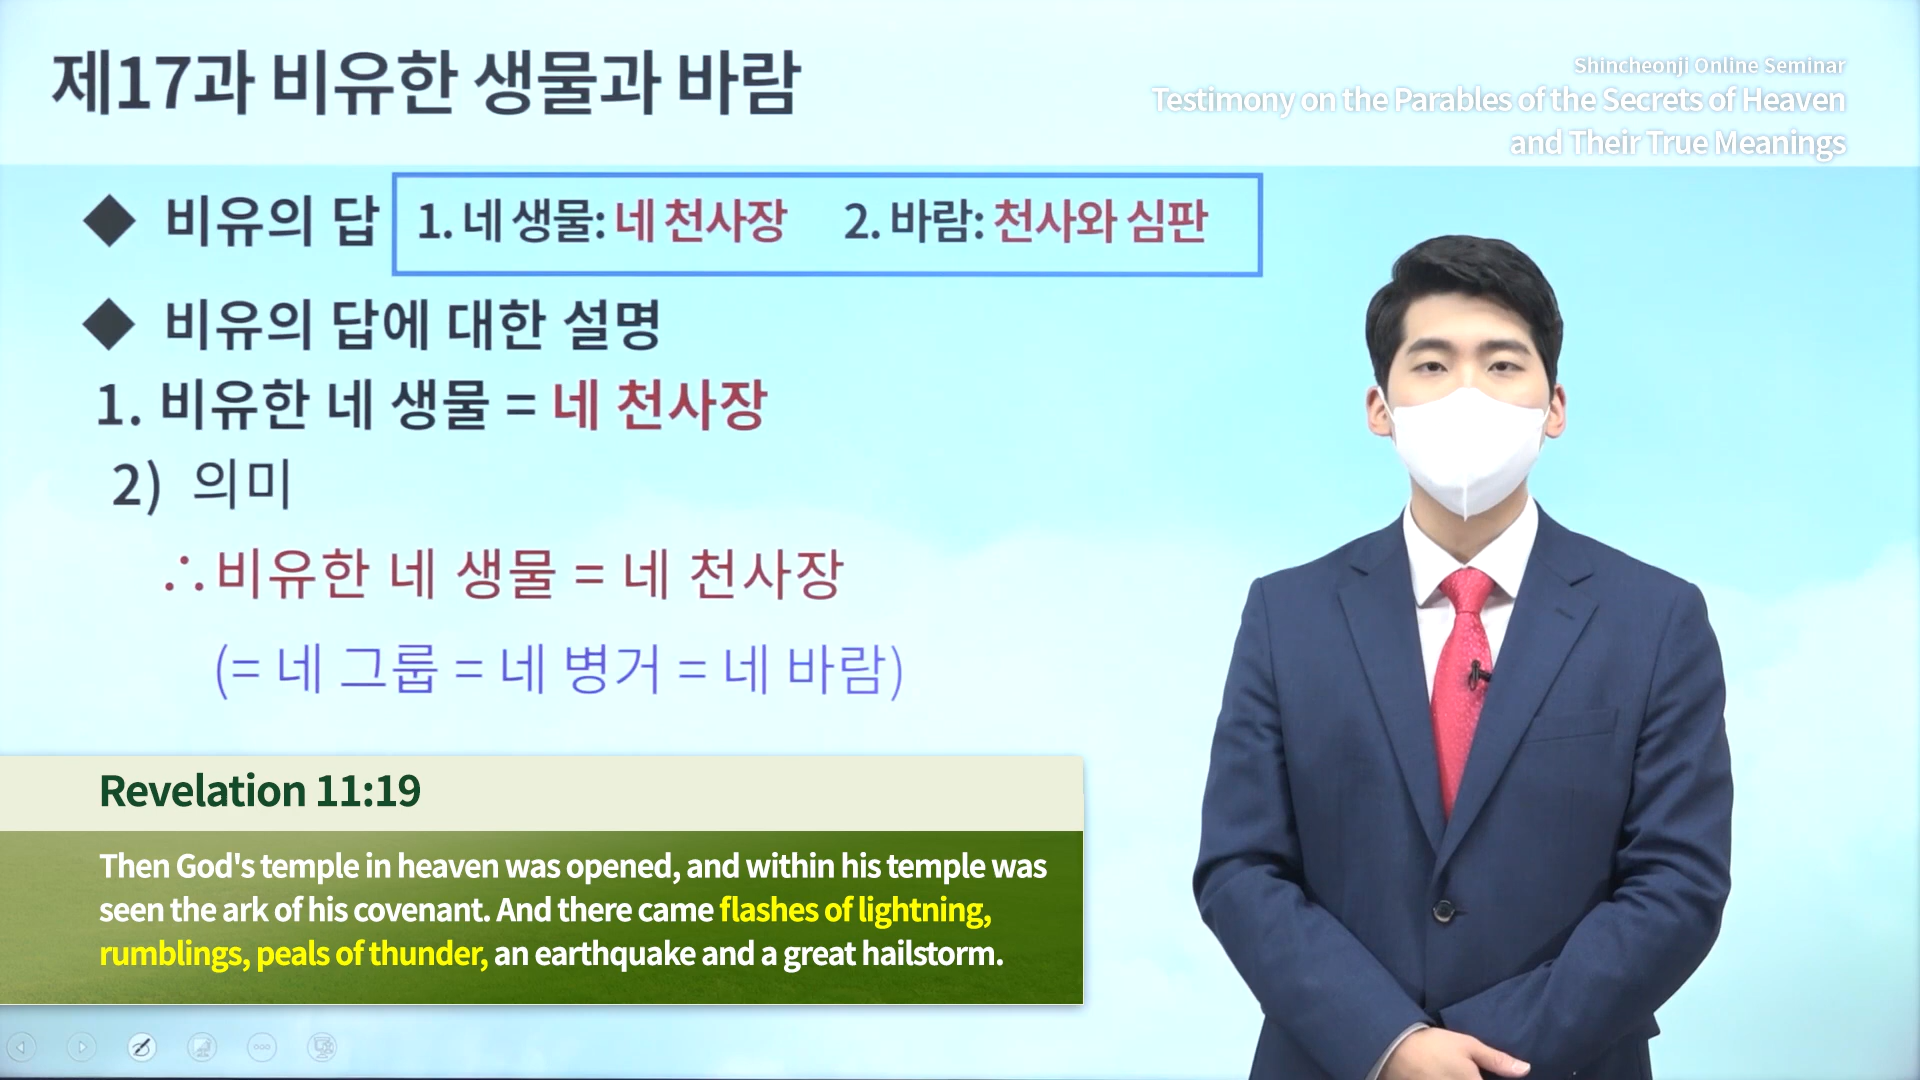 제17과 비유한 생물과 바람
Shincheonji Online Seminar
Testimony on the Parables of the Secrets of Heaven
and Their True Meanings
◆ 비유의 답 1. 네 생물: 네 천사장 2. 바람: 천사와 심판
◆ 비유의 답에 대한 설명
1. 비유한 네 생물 = 네 천사장
2) 의미
∴비유한 네 생물 = 네 천사장
(= 네 그룹 = 네 병거 = 네 바람)
Revelation 11:19
Then God's temple in heaven was opened, and within his temple was
seen the ark of his covenant. And there came flashes of lightning,
rumblings, peals of thunder, an earthquake and a great hailstorm.